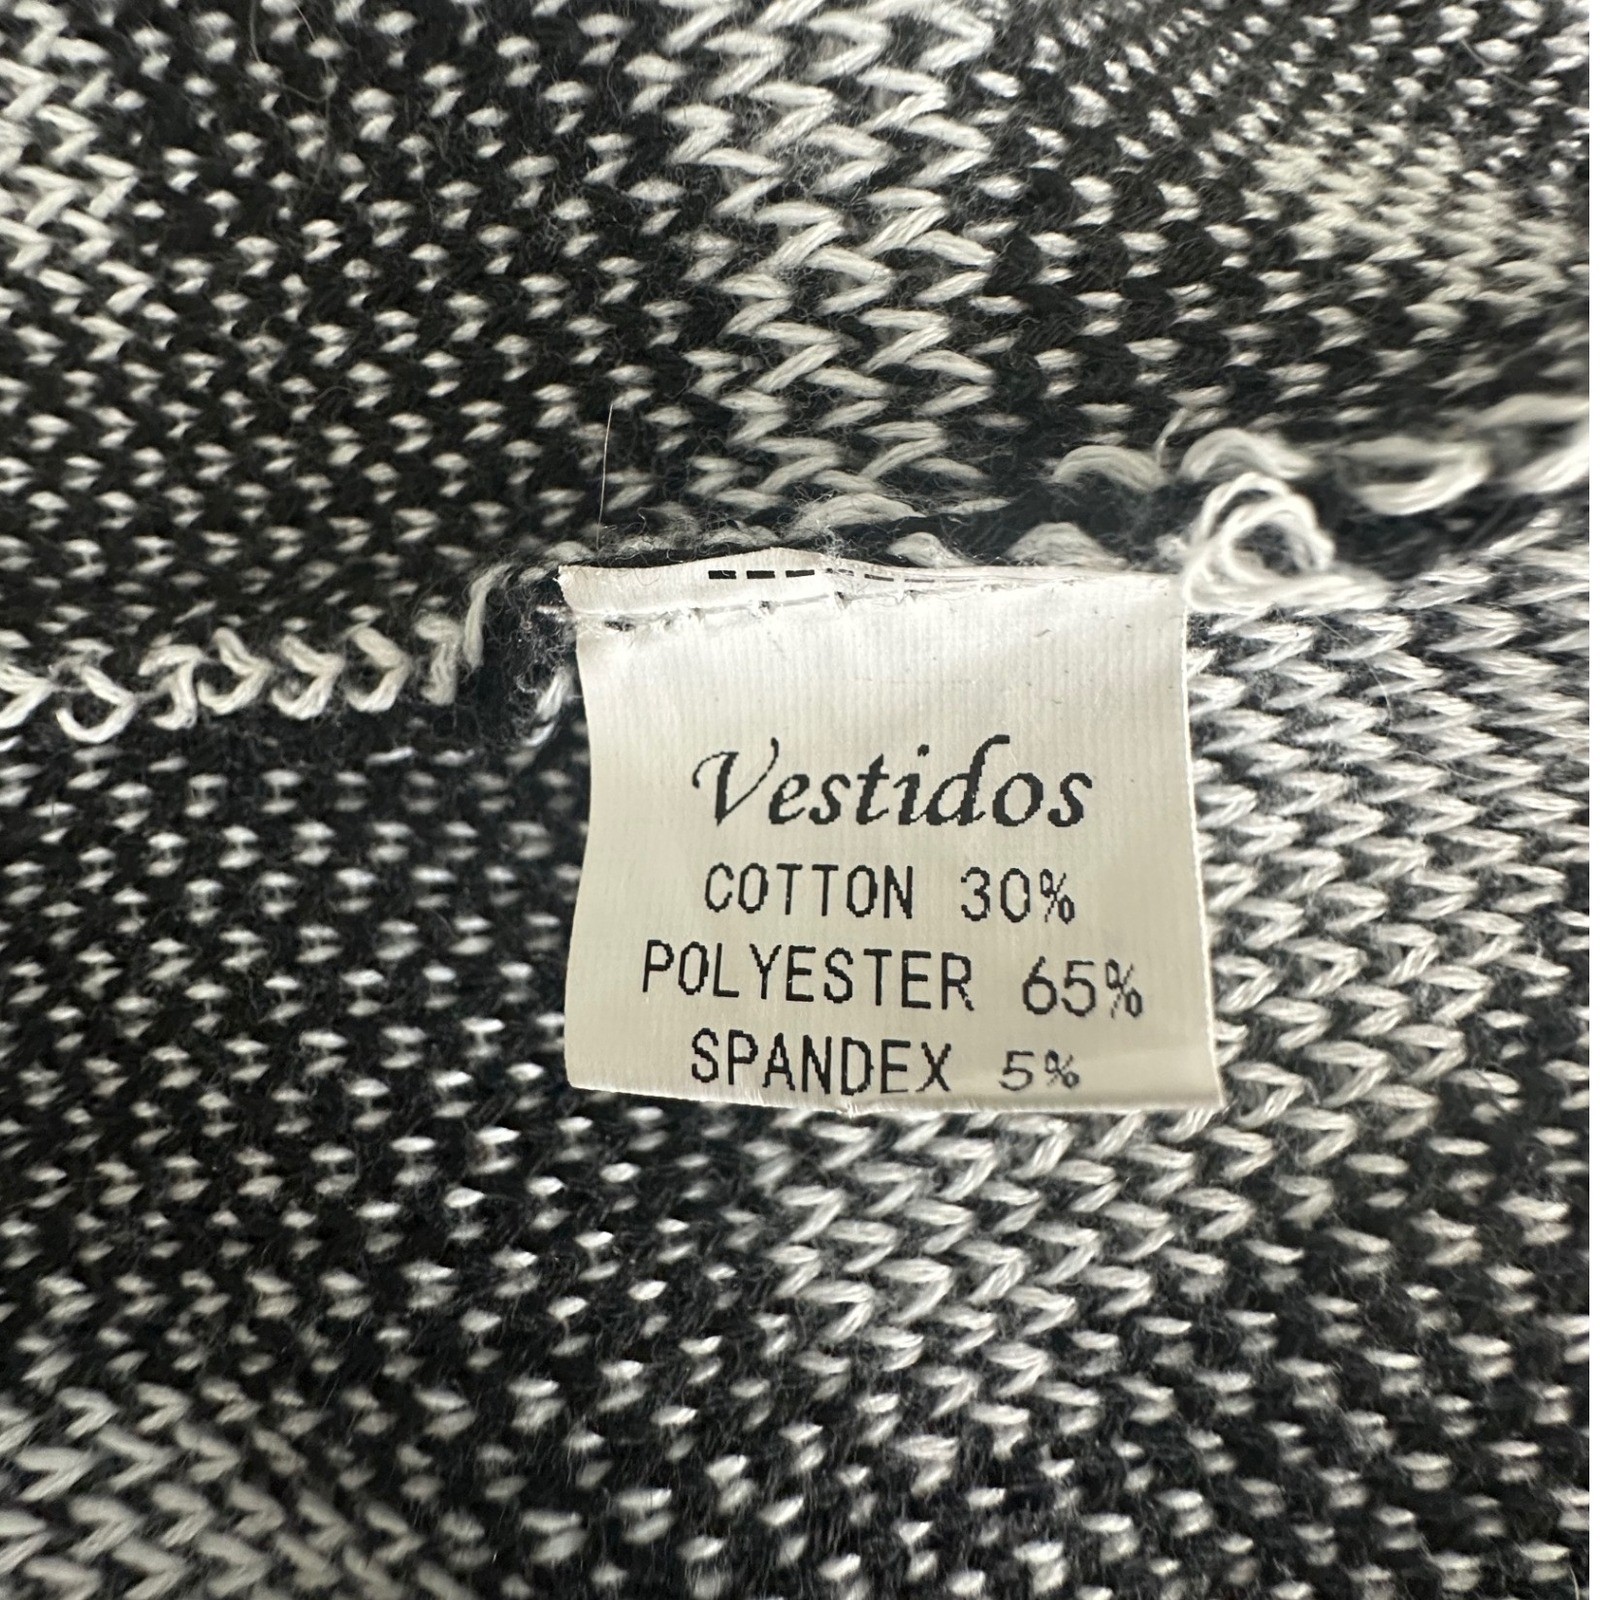 Vestidos
COTTON 30%
POLYESTER 65%
SPANDEX 5%